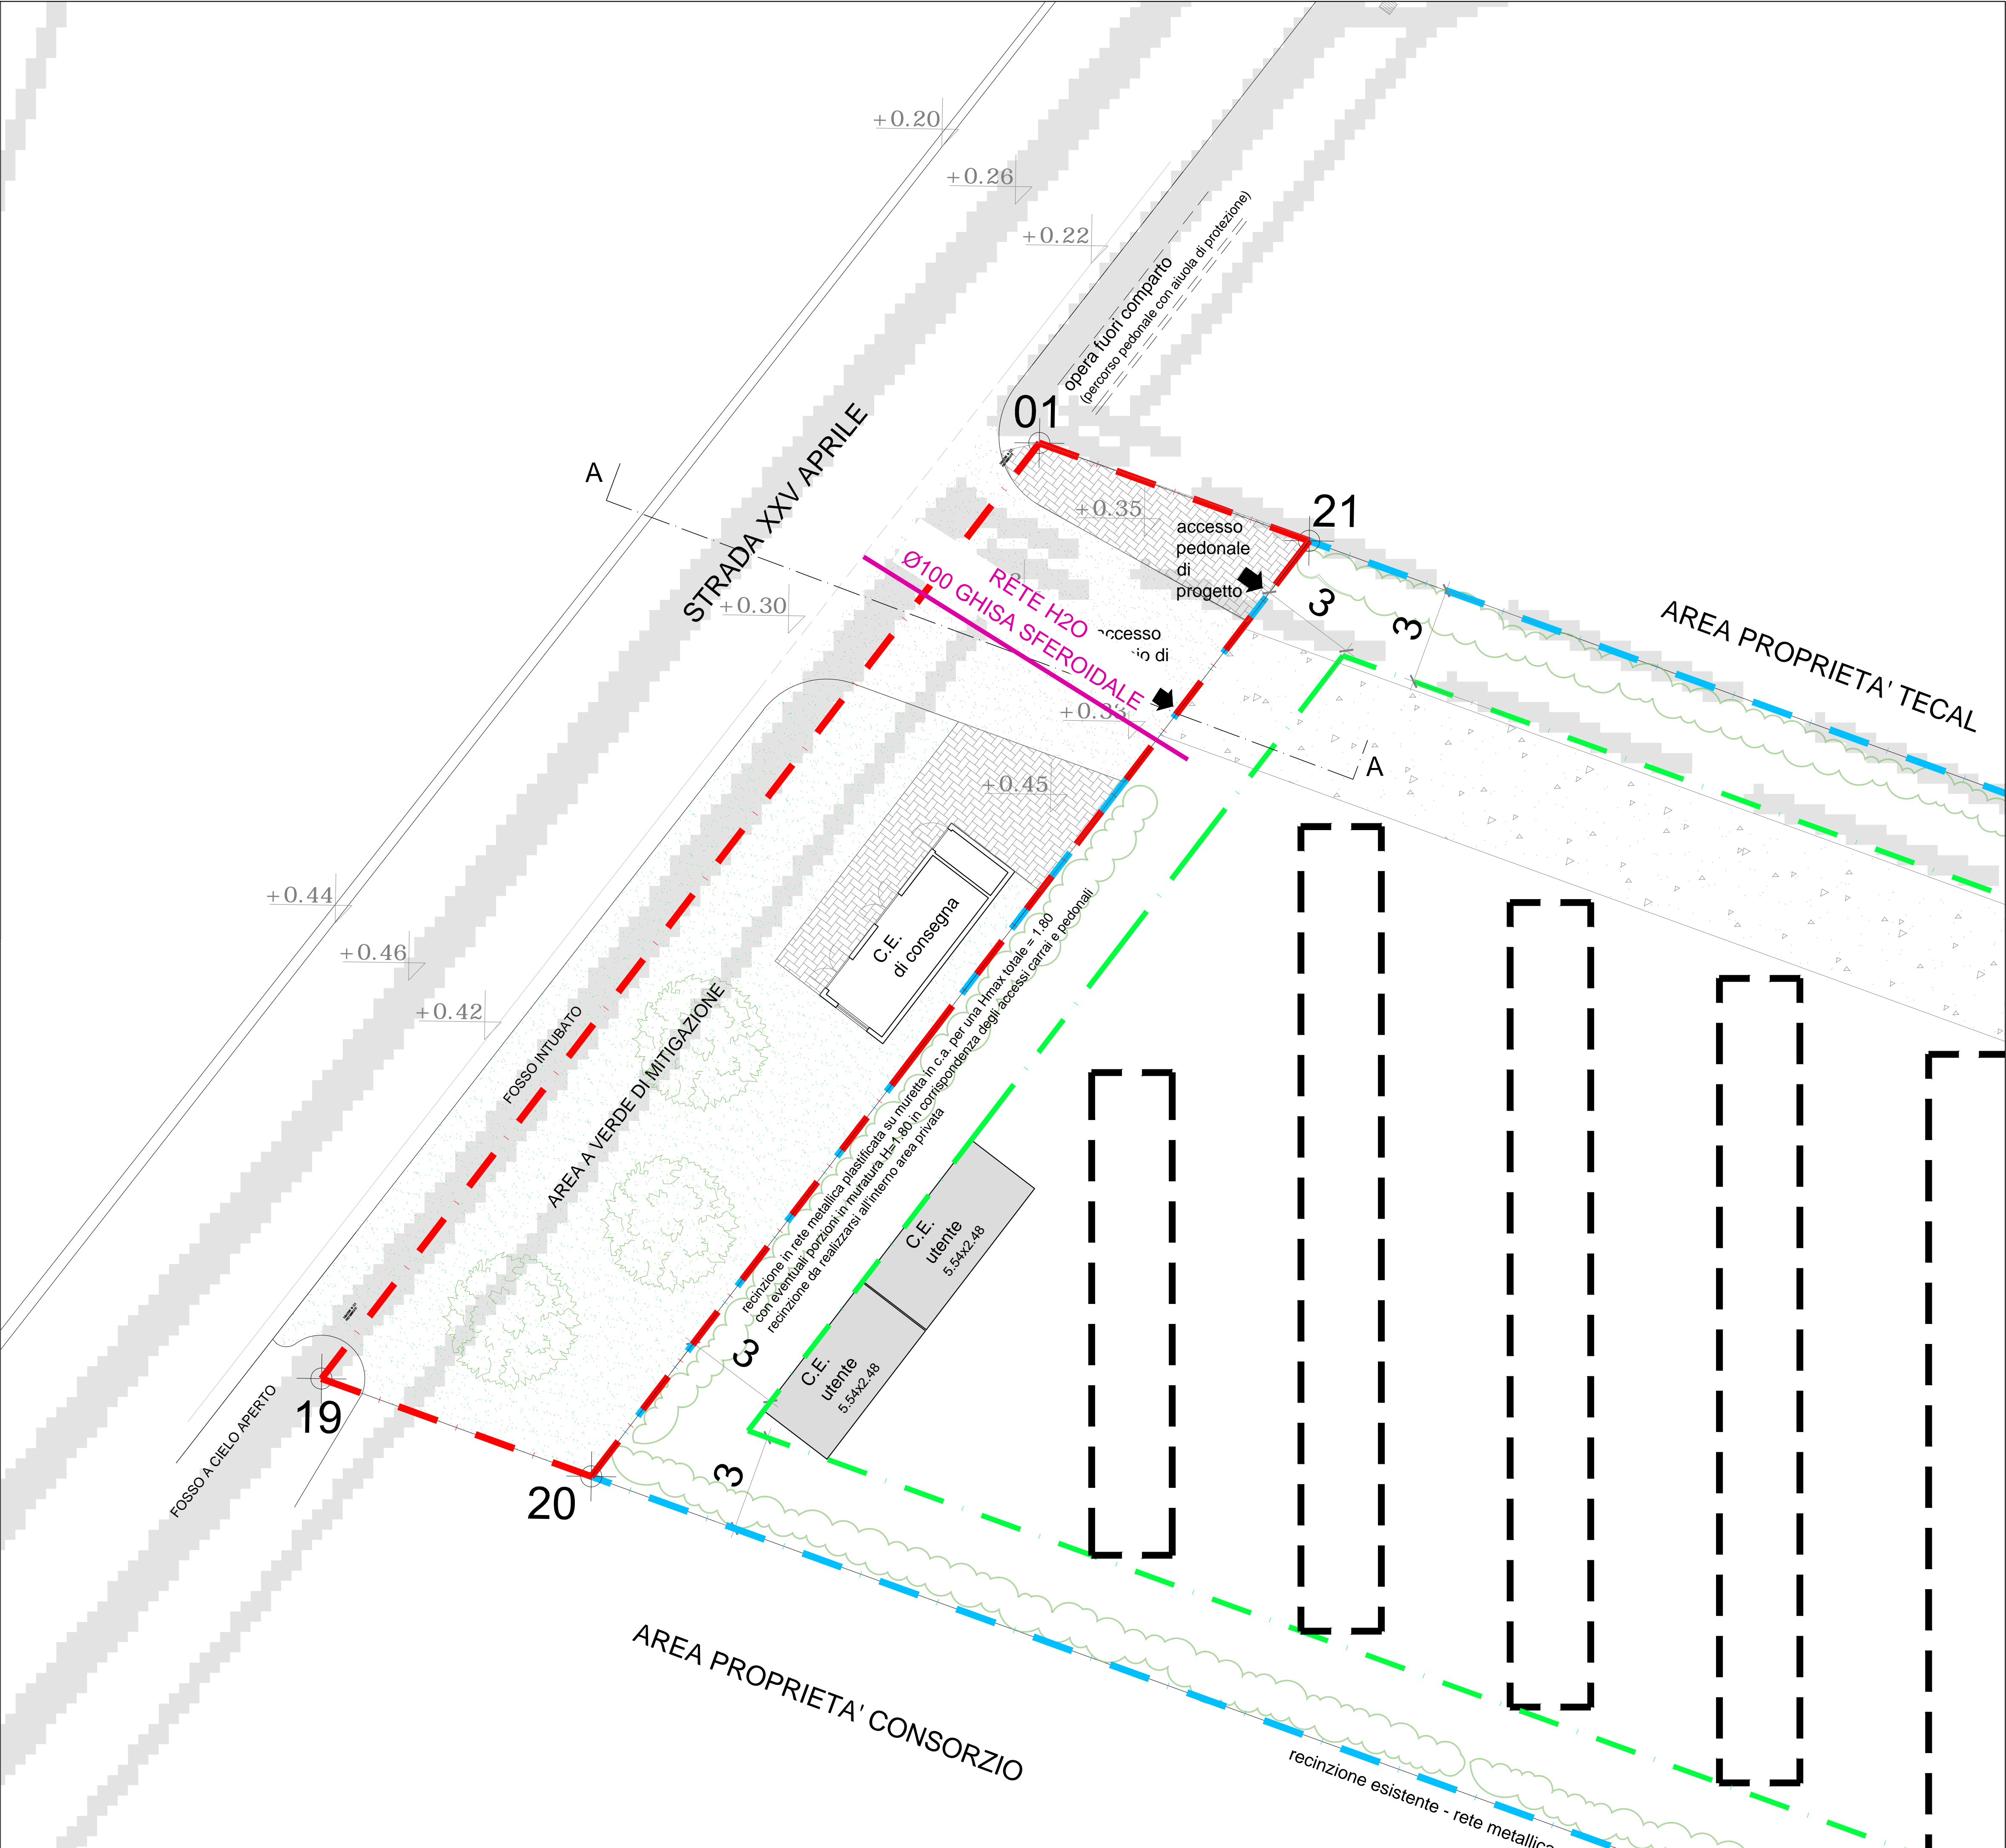 +0.20
+0.26
+0.22
opera fuori comparto
(percorso pedonale con aiuola di protezione)
01
STRADA XXV APRILE
A
21
+0.35
accesso
pedonale
di
progetto
3
3
AREA PROPRIETA' TECAL
RETE H2O
Ø100 GHISA SFEROIDALE
+0.30
di
+0.33
A
+0.45
C.E.
di consegna
+0.44
+0.46
+0.42
FOSSO INTUBATO
AREA A VERDE DI MITIGAZIONE
recinzione in rete metallica plastificata su muretta in c.a. per una Hmax totale = 1.80
con eventuali porzioni in muratura H=1.80 in corrispondenza degli accessi carrai e pedonali
recinzione da realizzarsi all'interno area privata
C.E.
utente
5.54x2.48
C.E.
utente
5.54x2.48
3
3
19
FOSSO A CIELO APERTO
20
AREA PROPRIETA' CONSORZIO
recinzione esistente - rete metallica